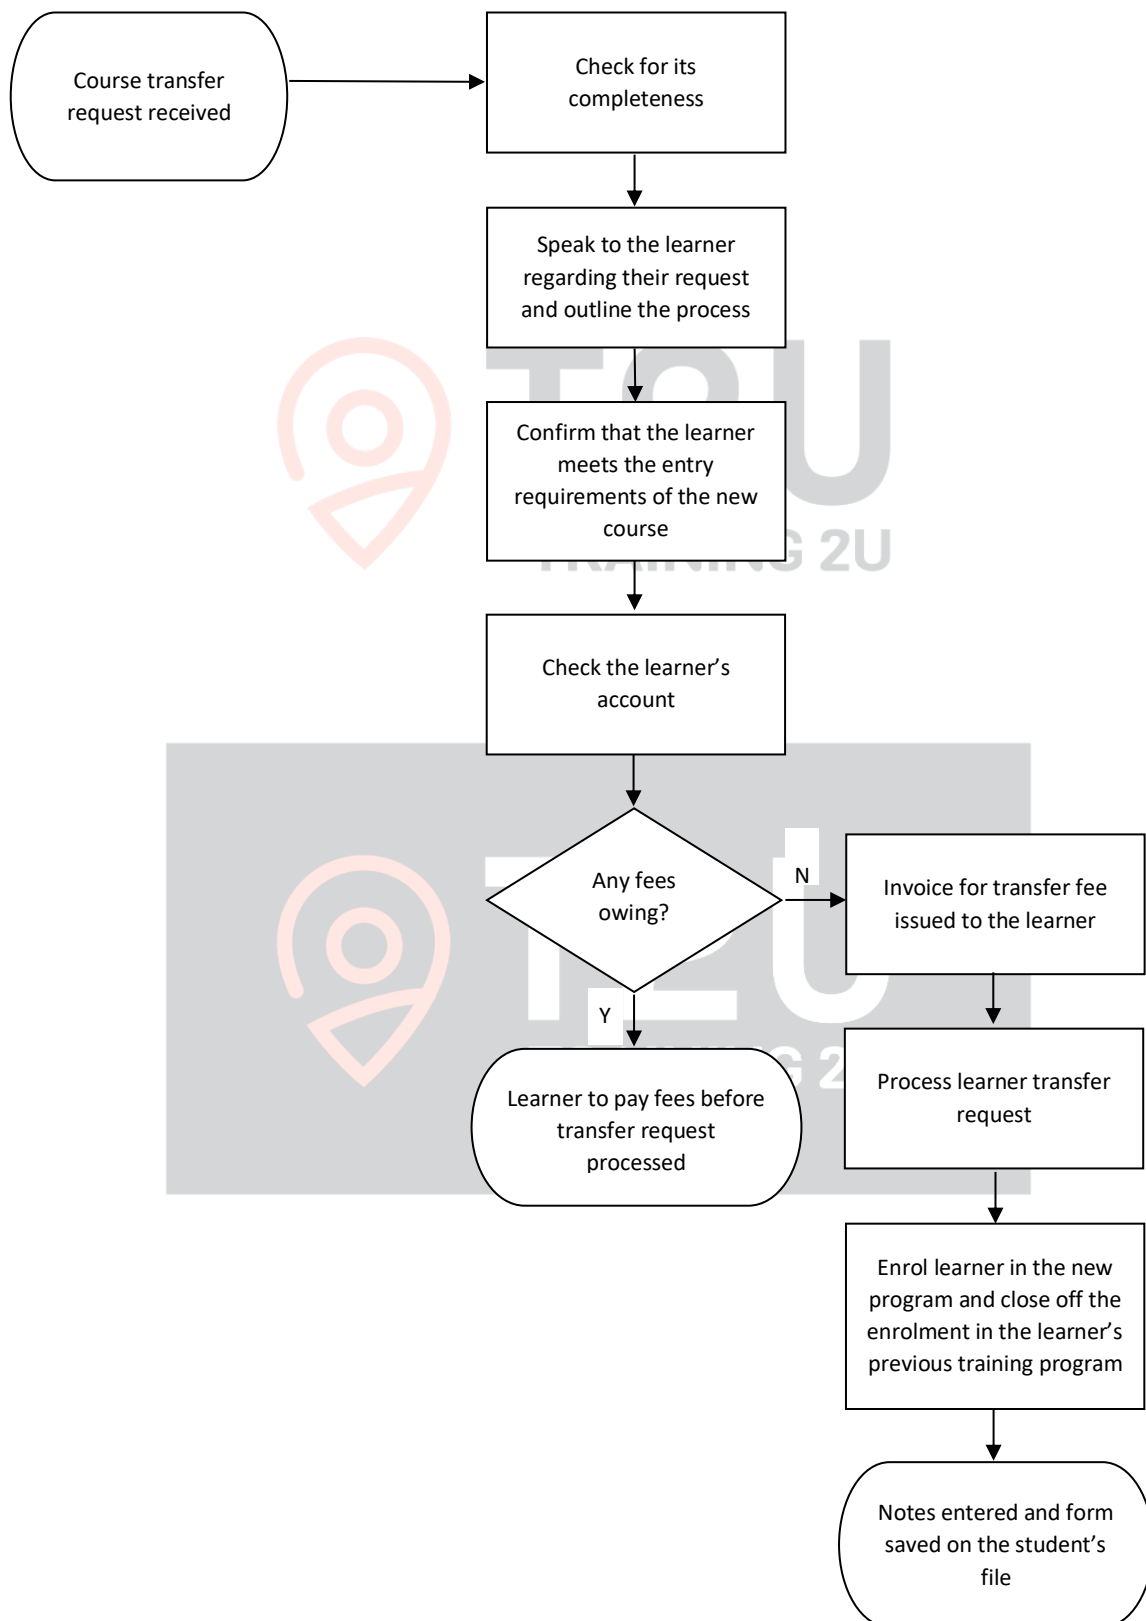 Course transfer
request received
Check for its
completeness
Speak to the learner
regarding their request
and outline the process
Confirm that the learner
meets the entry
requirements of the new
course
TRAINING 2U
Check the learner’s
account
Any fees
owing?
N
Invoice for transfer fee
issued to the learner
T2U
Y
Learner to pay fees before
transfer request
processed
Process learner transfer
request
Enrol learner in the new
program and close off the
enrolment in the learner’s
previous training program
Notes entered and form
saved on the student’s
file